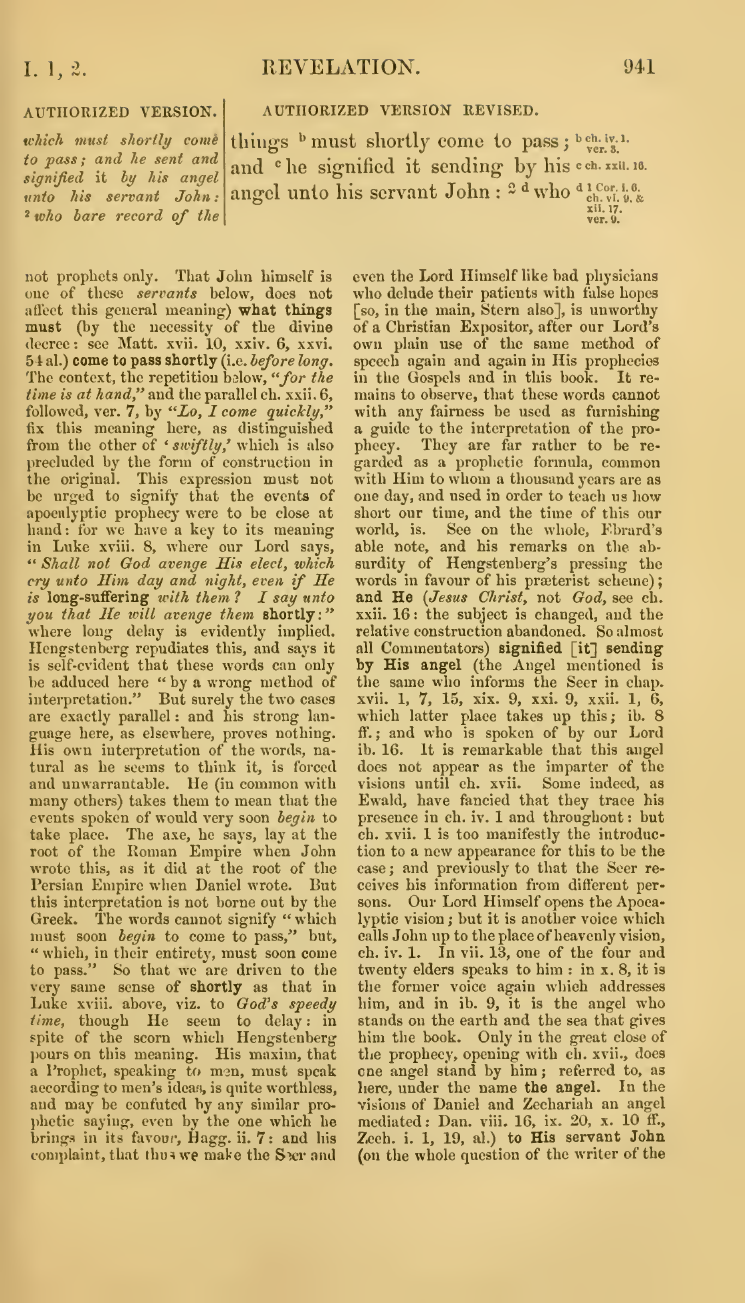 I. 1, 2.
REVELATION.
941
AUTHORIZED VERSION.
which must shortly come
to pass; and he sent and
signified it by his angel
unto his servant John:
2 who bare record of the
AUTHORIZED VERSION REVISED.
things b must shortly come to pass;
and c he signified it sending by his
angel unto his servant John: 2 d who
b ch. iv. 1.
ver. 3.
c ch. xxii. 16.
d 1 Cor. i. 6.
ch. vi. 9. &
xii. 17.
ver. 9.
not prophets only. That John himself is
one of these servants below, does not
affect this general meaning) what things
must (by the necessity of the divine
decree: see Matt. xvii. 10, xxiv. 6, xxvi.
54 al.) come to pass shortly (i.e. before long.
The context, the repetition below, "for the
time is at hand," and the parallel ch. xxii. 6,
followed, ver. 7, by "Lo, I come quickly,"
fix this meaning here, as distinguished
from the other of 'swiftly,' which is also
precluded by the form of construction in
the original. This expression must not
be urged to signify that the events of
apocalyptic prophecy were to be close at
hand: for we have a key to its meaning
in Luke xviii. 8, where our Lord says,
"Shall not God avenge His elect, which
cry unto Him day and night, even if He
is long-suffering with them? I say unto
you that He will avenge them shortly:"
where long delay is evidently implied.
Hengstenberg repudiates this, and says it
is self-evident that these words can only
be adduced here "by a wrong method of
interpretation." But surely the two cases
are exactly parallel: and his strong lan-
guage here, as elsewhere, proves nothing.
His own interpretation of the words, na-
tural as he seems to think it, is forced
and unwarrantable. He (in common with
many others) takes them to mean that the
events spoken of would very soon begin to
take place. The axe, he says, lay at the
root of the Roman Empire when John
wrote this, as it did at the root of the
Persian Empire when Daniel wrote. But
this interpretation is not borne out by the
Greek. The words cannot signify "which
must soon begin to come to pass," but,
"which, in their entirety, must soon come
to pass." So that we are driven to the
very same sense of shortly as that in
Luke xviii. above, viz. to God's speedy
time, though He seem to delay: in
spite of the scorn which Hengstenberg
pours on this meaning. His maxim, that
a Prophet, speaking to men, must speak
according to men's ideas, is quite worthless,
and may be confuted by any similar pro-
phetic saying, even by the one which he
brings in its favour, Hagg. ii. 7: and his
complaint, that thus we make the Seer and
even the Lord Himself like bad physicians
who delude their patients with false hopes
[so, in the main, Stern also], is unworthy
of a Christian Expositor, after our Lord's
own plain use of the same method of
speech again and again in His prophecies
in the Gospels and in this book. It re-
mains to observe, that these words cannot
with any fairness be used as furnishing
a guide to the interpretation of the pro-
phecy. They are far rather to be re-
garded as a prophetic formula, common
with Him to whom a thousand years are as
one day, and used in order to teach us how
short our time, and the time of this our
world, is. See on the whole, Ebrard's
able note, and his remarks on the ab-
surdity of Hengstenberg's pressing the
words in favour of his præterist scheme);
and He (Jesus Christ, not God, see ch.
xxii. 16: the subject is changed, and the
relative construction abandoned. So almost
all Commentators) signified [it] sending
by His angel (the Angel mentioned is
the same who informs the Seer in chap.
xvii. 1, 7, 15, xix. 9, xxi. 9, xxii. 1, 6,
which latter place takes up this; ib. 8
ff.; and who is spoken of by our Lord
ib. 16. It is remarkable that this angel
does not appear as the imparter of the
visions until ch. xvii. Some indeed, as
Ewald, have fancied that they trace his
presence in ch. iv. 1 and throughout: but
ch. xvii. 1 is too manifestly the introduc-
tion to a new appearance for this to be the
case; and previously to that the Seer re-
ceives his information from different per-
sons. Our Lord Himself opens the Apoca-
lyptic vision; but it is another voice which
calls John up to the place of heavenly vision,
ch. iv. 1. In vii. 13, one of the four and
twenty elders speaks to him: in x. 8, it is
the former voice again which addresses
him, and in ib. 9, it is the angel who
stands on the earth and the sea that gives
him the book. Only in the great close of
the prophecy, opening with ch. xvii., does
one angel stand by him; referred to, as
here, under the name the angel. In the
visions of Daniel and Zechariah an angel
mediated: Dan. viii. 16, ix. 20, x. 10 ff.,
Zech. i. 1, 19, al.) to His servant John
(on the whole question of the writer of the